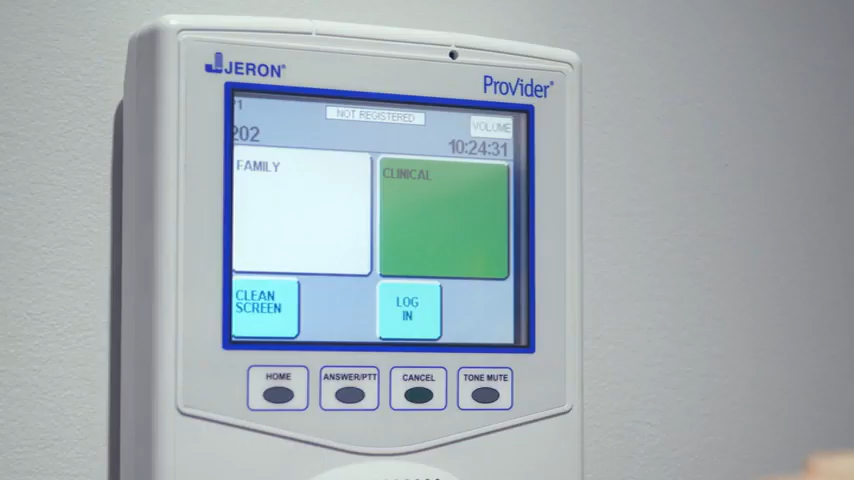 JERON®
Provider®
NOT REGISTERED
VOLUME
202
10:24:31
FAMILY
CLINICAL
CLEAN
SCREEN
LOG
IN
HOME
ANSWER/PTT
CANCEL
TONE MUTE